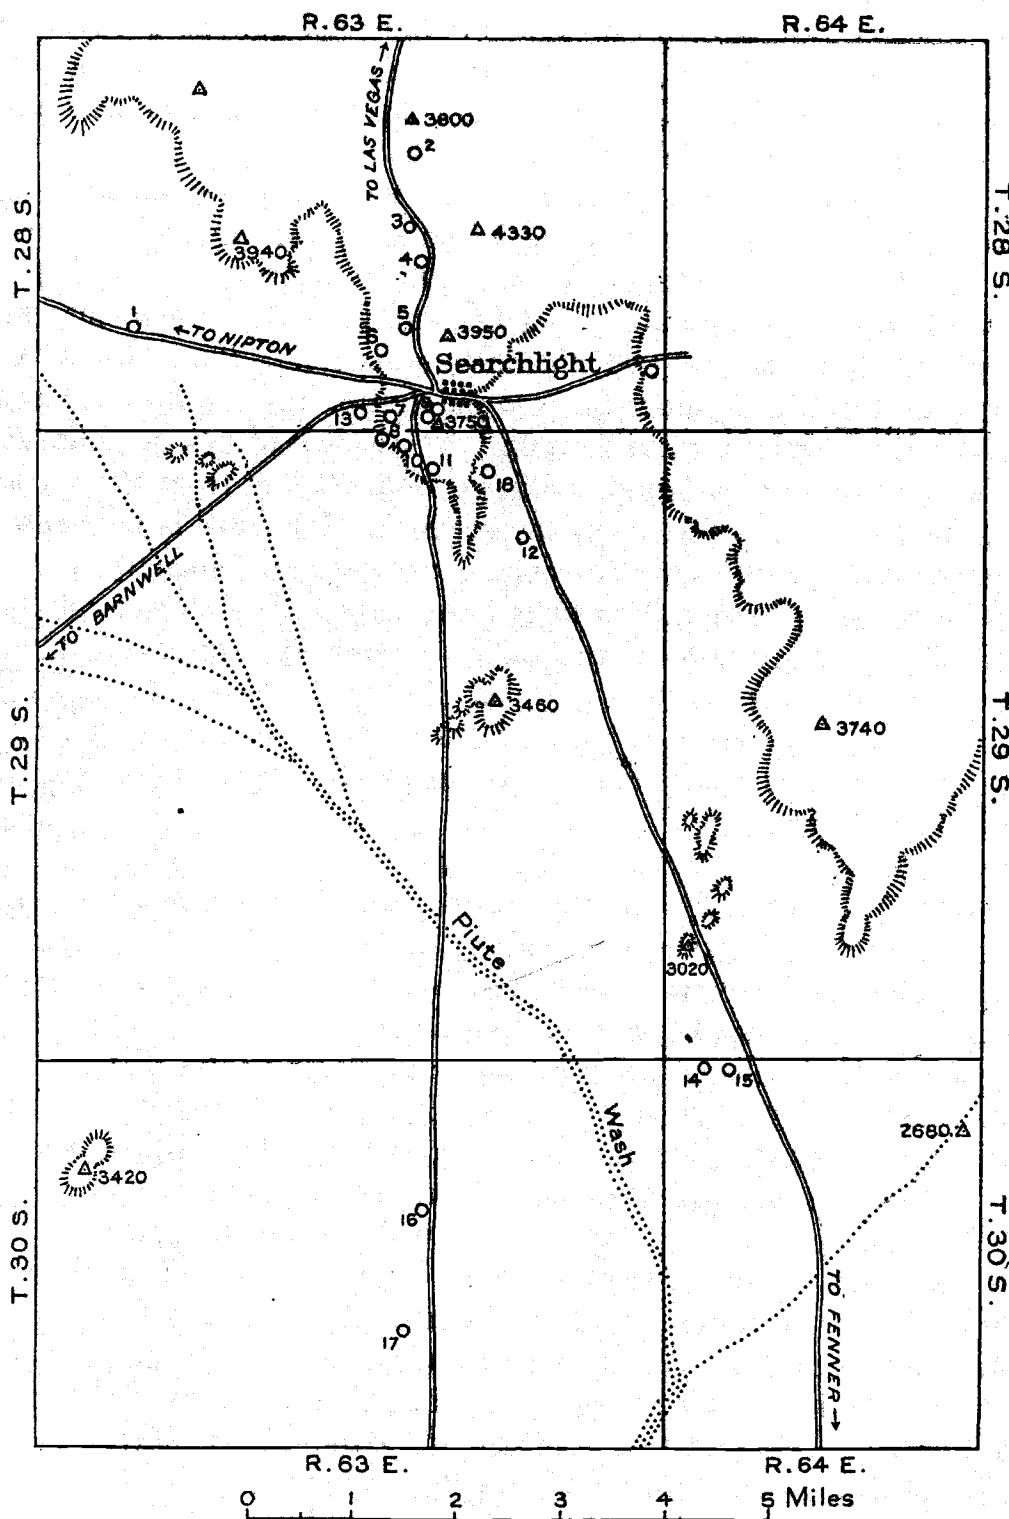 R.63 E.
R.64 E.
TO LAS VEGAS →
3800
2
T.28 S.
T.28 S.
3
4330
3940
4
1
← TO NIPTON
5
3950
6
Searchlight
13
7
9
3750
8
10
11
18
12
← TO BARNWELL
3460
T.29 S.
T.29 S.
3740
Piute
3020
14
15
Wash
2680
3420
T.30 S.
T.30 S.
16
17
TO FENNER →
R.63 E.
R.64 E.
0 1 2 3 4 5 Miles